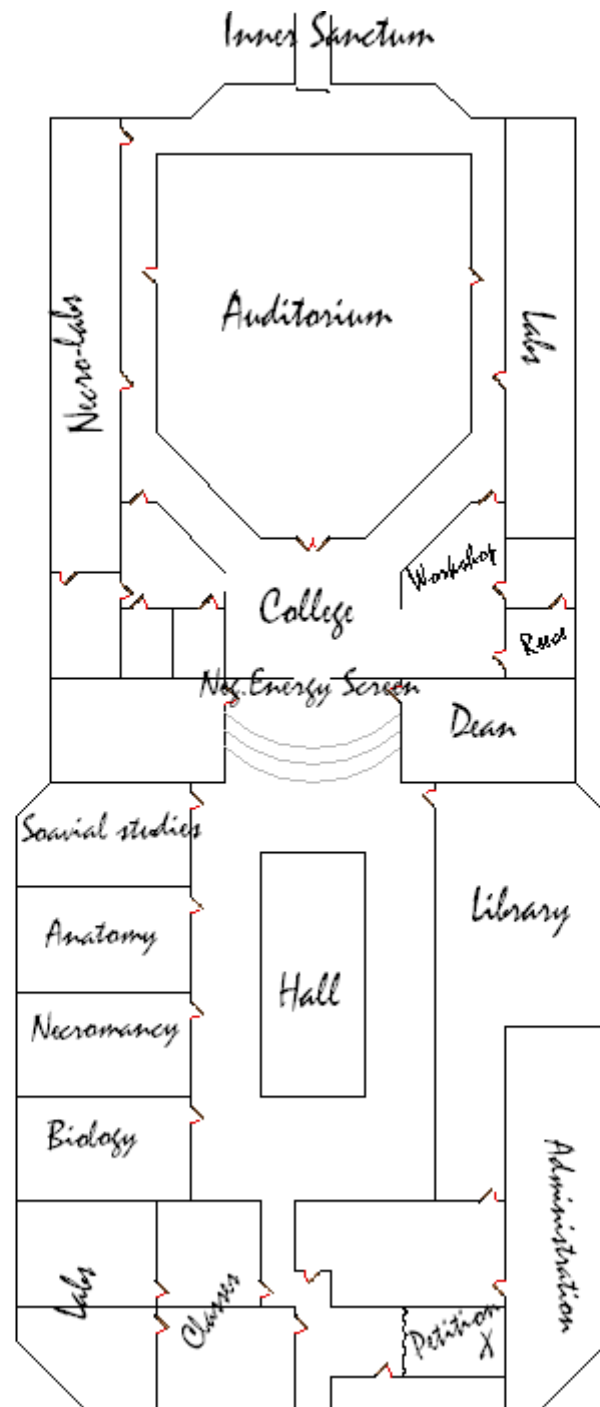 Inner Sanctum
Auditorium
Necro-labs
Labs
Workshop
College
Neg.Energy Screen
Dean
Soavial studies
Library
Anatomy
Hall
Necromancy
Biology
Administration
Labs
Classes
Petition
X